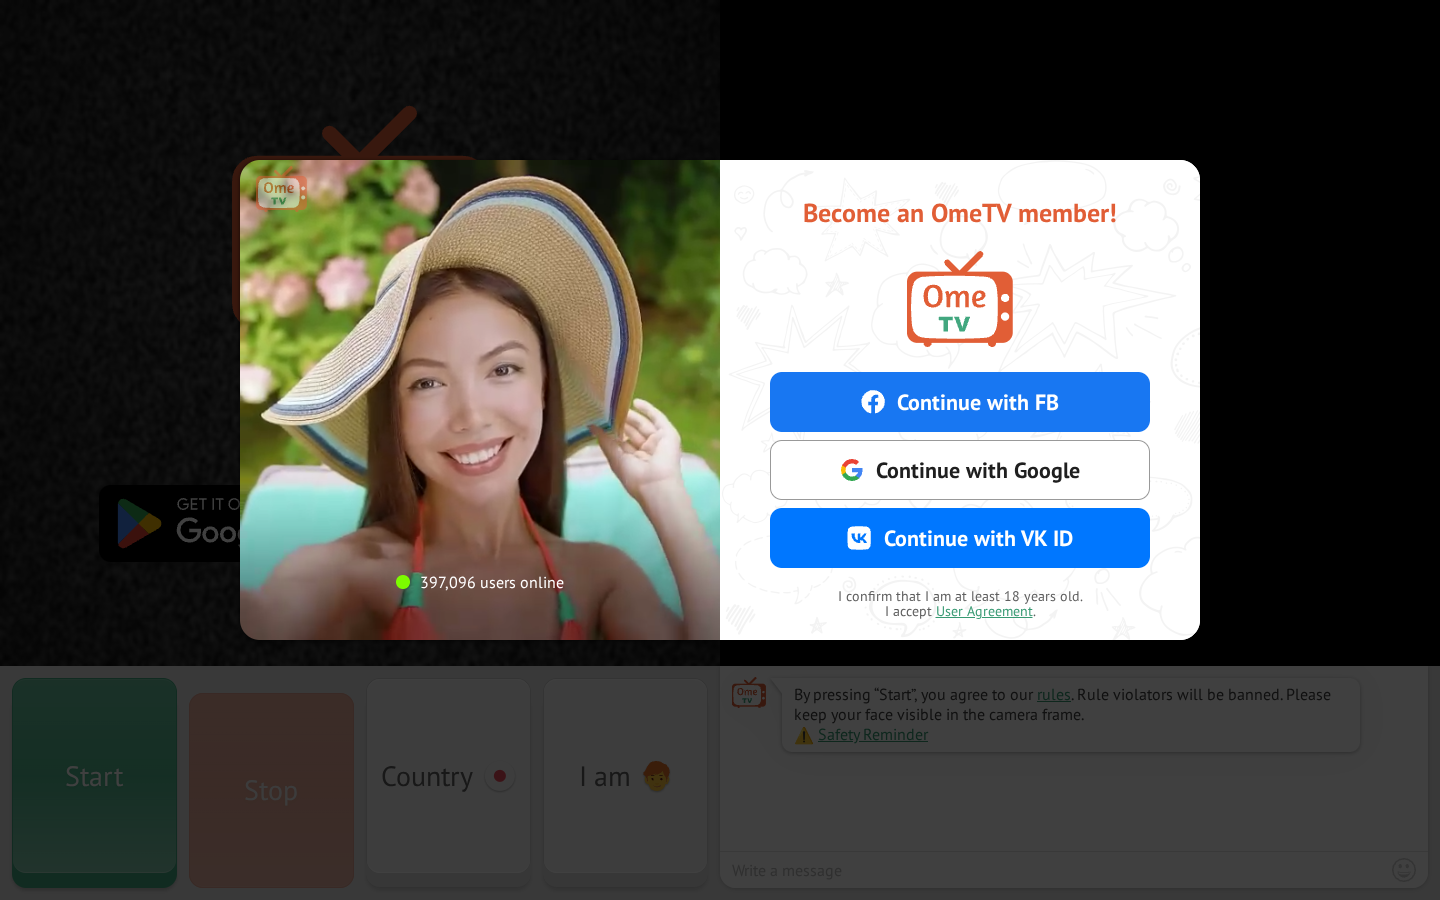 Ome
TV
GET IT O
Goo
397,096 users online
Become an OmeTV member!
Ome
TV
Continue with FB
Continue with Google
Continue with VK ID
I confirm that I am at least 18 years old.
I accept User Agreement.
Start
Stop
Country
I am
Ome
TV
By pressing “Start”, you agree to our rules. Rule violators will be banned. Please
keep your face visible in the camera frame.
Safety Reminder
Write a message